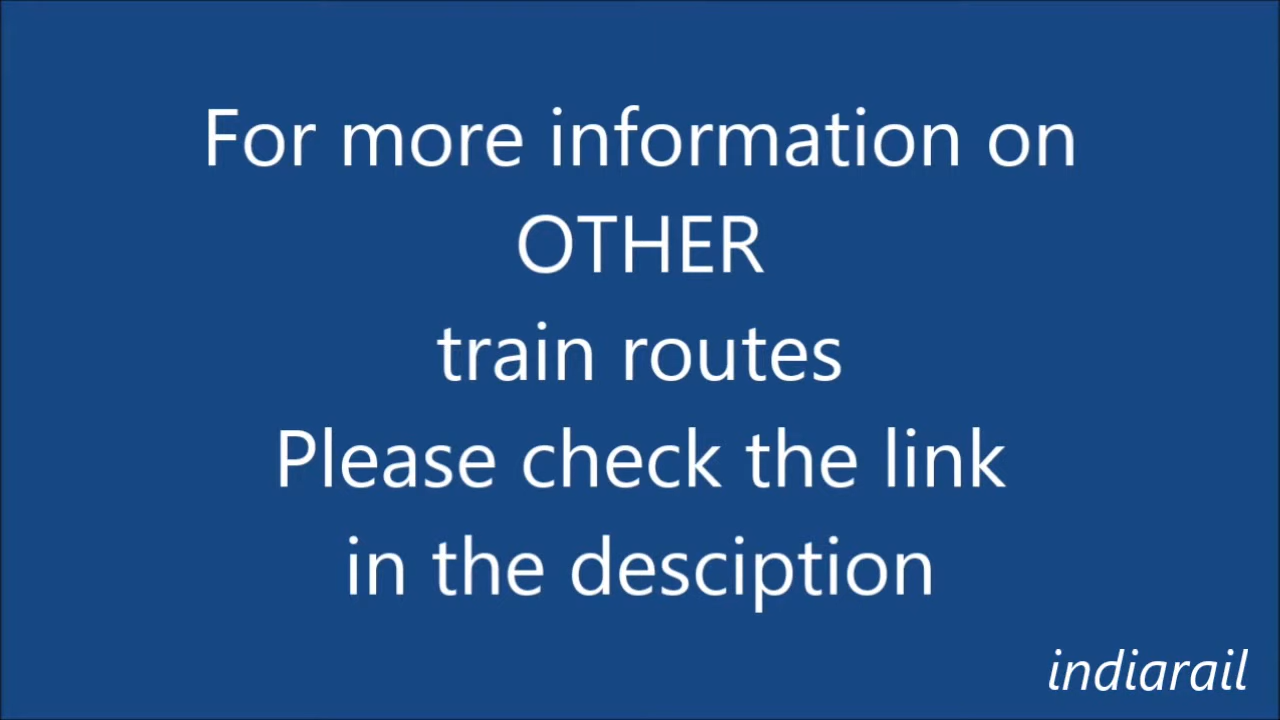 For more information on
OTHER
train routes
Please check the link
in the desciption
indiarail